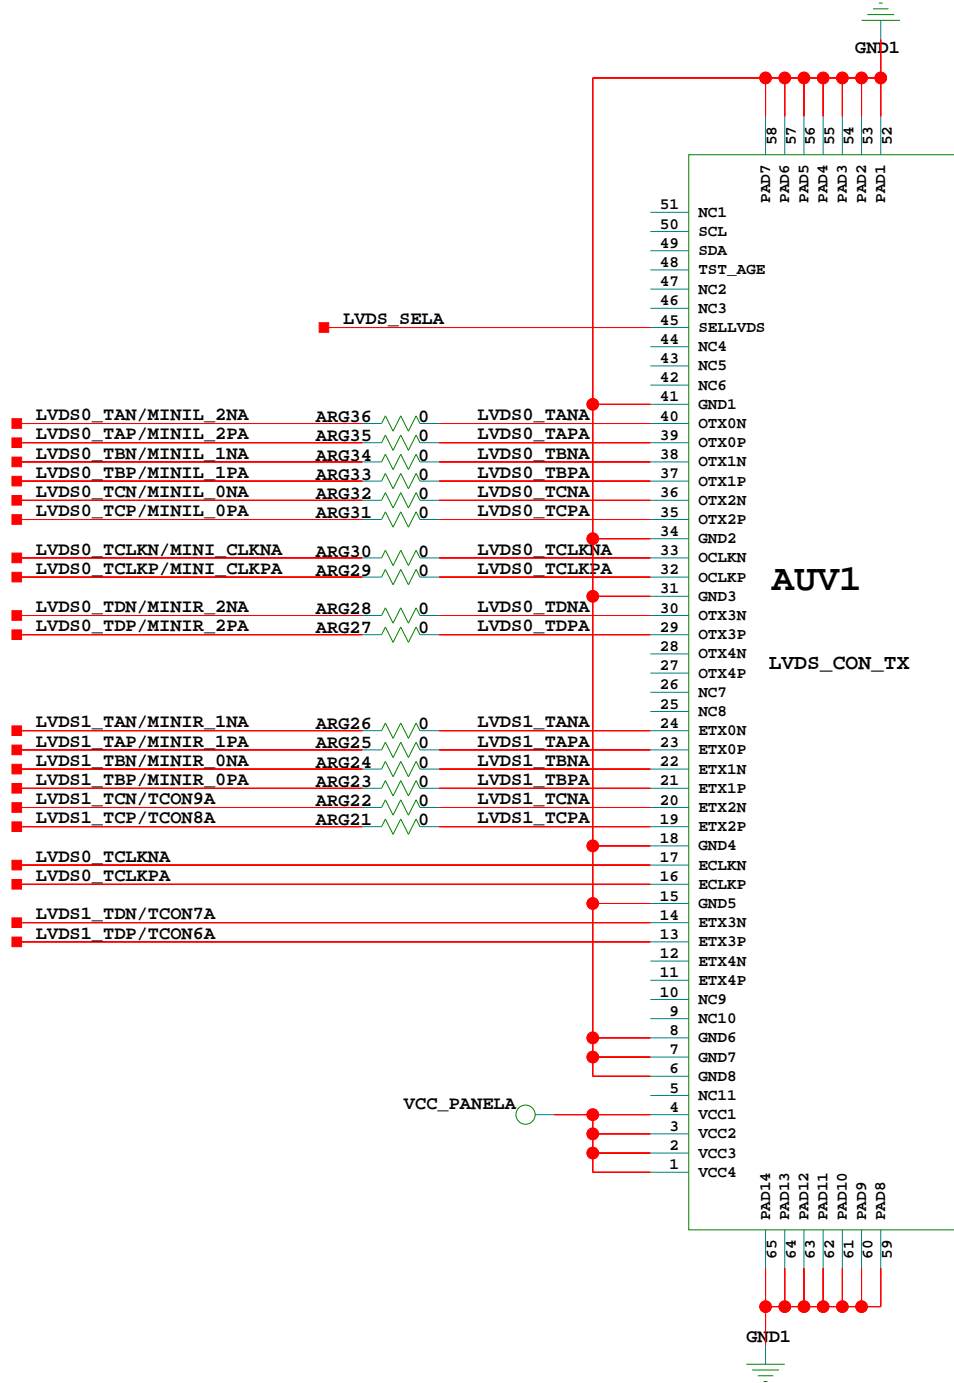 GND1
58 57 56 55 54 53 52
PAD7 PAD6 PAD5 PAD4 PAD3 PAD2 PAD1
51 NC1
50 SCL
49 SDA
48 TST_AGE
47 NC2
46 NC3
LVDS_SELA 45 SELLVDS
44 NC4
43 NC5
42 NC6
41 GND1
LVDS0_TAN/MINIL_2NA ARG36 0 LVDS0_TANA 40 OTX0N
LVDS0_TAP/MINIL_2PA ARG35 0 LVDS0_TAPA 39 OTX0P
LVDS0_TBN/MINIL_1NA ARG34 0 LVDS0_TBNA 38 OTX1N
LVDS0_TBP/MINIL_1PA ARG33 0 LVDS0_TBPA 37 OTX1P
LVDS0_TCN/MINIL_0NA ARG32 0 LVDS0_TCNA 36 OTX2N
LVDS0_TCP/MINIL_0PA ARG31 0 LVDS0_TCPA 35 OTX2P
34 GND2
LVDS0_TCLKN/MINI_CLKNA ARG30 0 LVDS0_TCLKNA 33 OCLKN
LVDS0_TCLKP/MINI_CLKPA ARG29 0 LVDS0_TCLKPA 32 OCLKP
AUV1
31 GND3
LVDS0_TDN/MINIR_2NA ARG28 0 LVDS0_TDNA 30 OTX3N
LVDS0_TDP/MINIR_2PA ARG27 0 LVDS0_TDPA 29 OTX3P
28 OTX4N
LVDS_CON_TX
27 OTX4P
26 NC7
25 NC8
LVDS1_TAN/MINIR_1NA ARG26 0 LVDS1_TANA 24 ETX0N
LVDS1_TAP/MINIR_1PA ARG25 0 LVDS1_TAPA 23 ETX0P
LVDS1_TBN/MINIR_0NA ARG24 0 LVDS1_TBNA 22 ETX1N
LVDS1_TBP/MINIR_0PA ARG23 0 LVDS1_TBPA 21 ETX1P
LVDS1_TCN/TCON9A ARG22 0 LVDS1_TCNA 20 ETX2N
LVDS1_TCP/TCON8A ARG21 0 LVDS1_TCPA 19 ETX2P
18 GND4
LVDS0_TCLKNA 17 ECLKN
LVDS0_TCLKPA 16 ECLKP
15 GND5
LVDS1_TDN/TCON7A 14 ETX3N
LVDS1_TDP/TCON6A 13 ETX3P
12 ETX4N
11 ETX4P
10 NC9
9 NC10
8 GND6
7 GND7
6 GND8
5 NC11
VCC_PANELA 4 VCC1
3 VCC2
2 VCC3
1 VCC4
PAD14 PAD13 PAD12 PAD11 PAD10 PAD9 PAD8
65 64 63 62 61 60 59
GND1